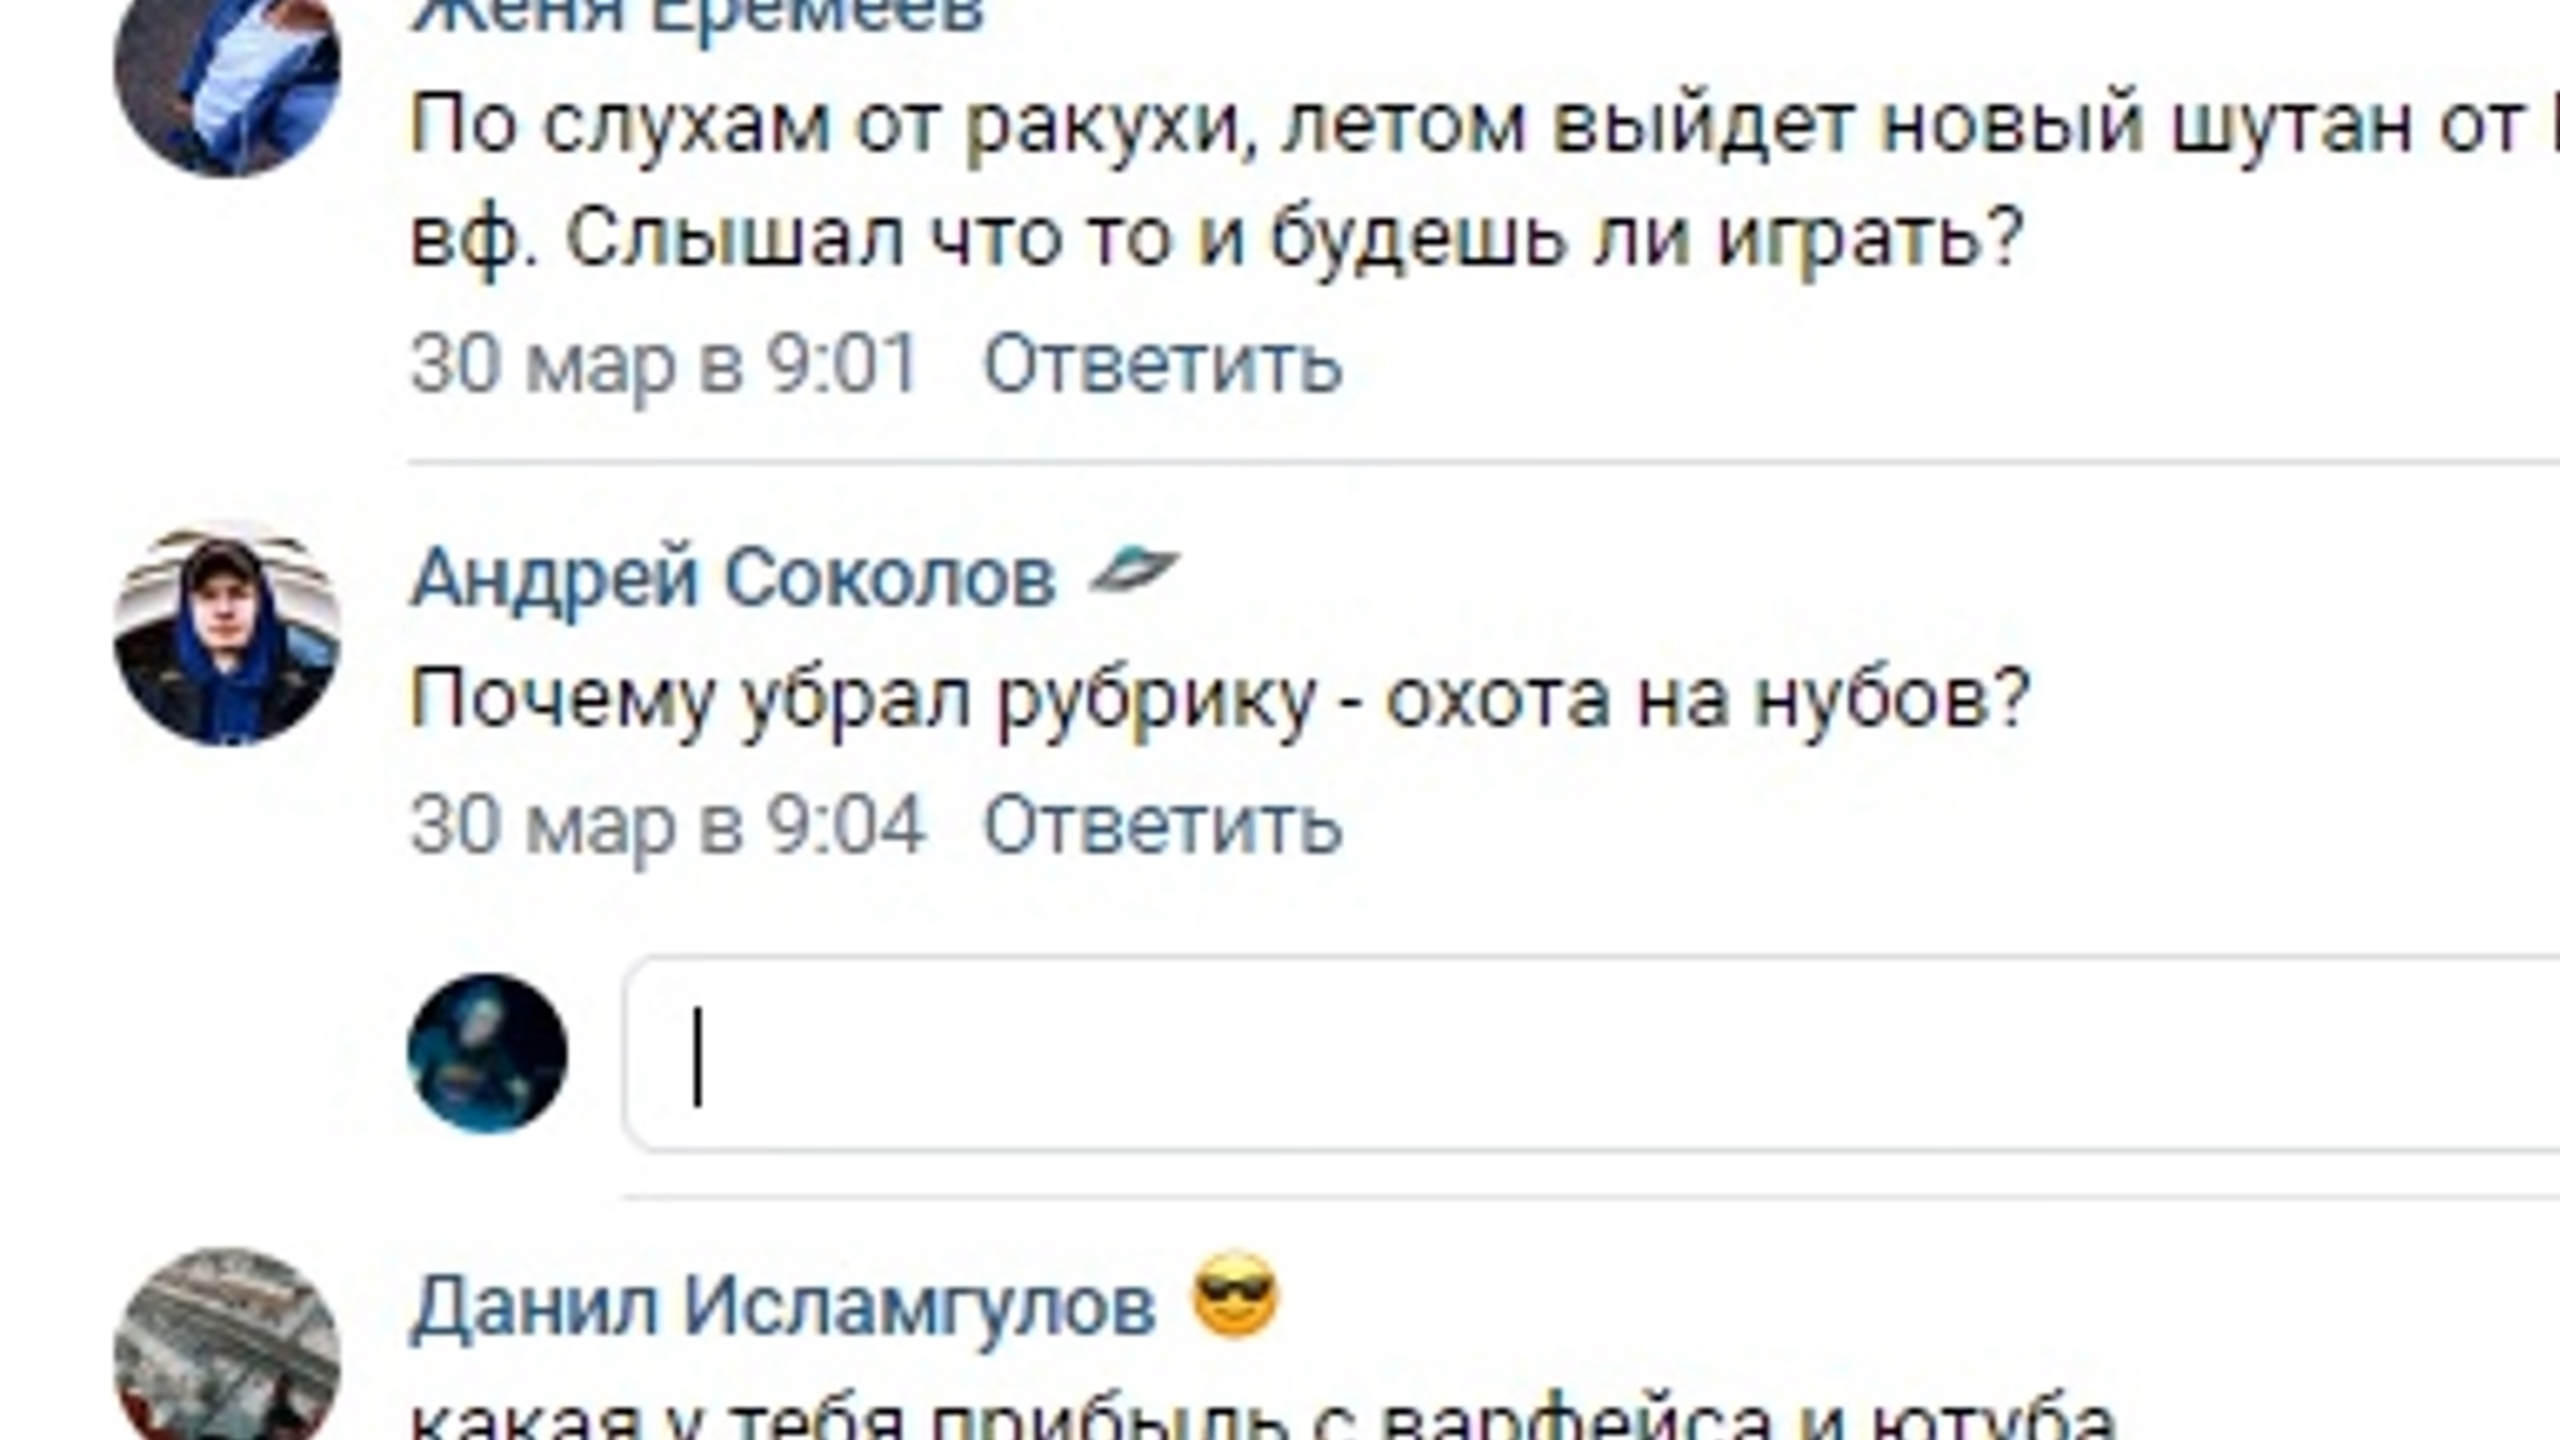 Женя Еремеев
По слухам от ракухи, летом выйдет новый шутан от
вф. Слышал что то и будешь ли играть?
30 мар в 9:01 Ответить
Андрей Соколов
Почему убрал рубрику - охота на нубов?
30 мар в 9:04 Ответить
Данил Исламгулов
какая у тебя прибыль с варфейса и ютуба